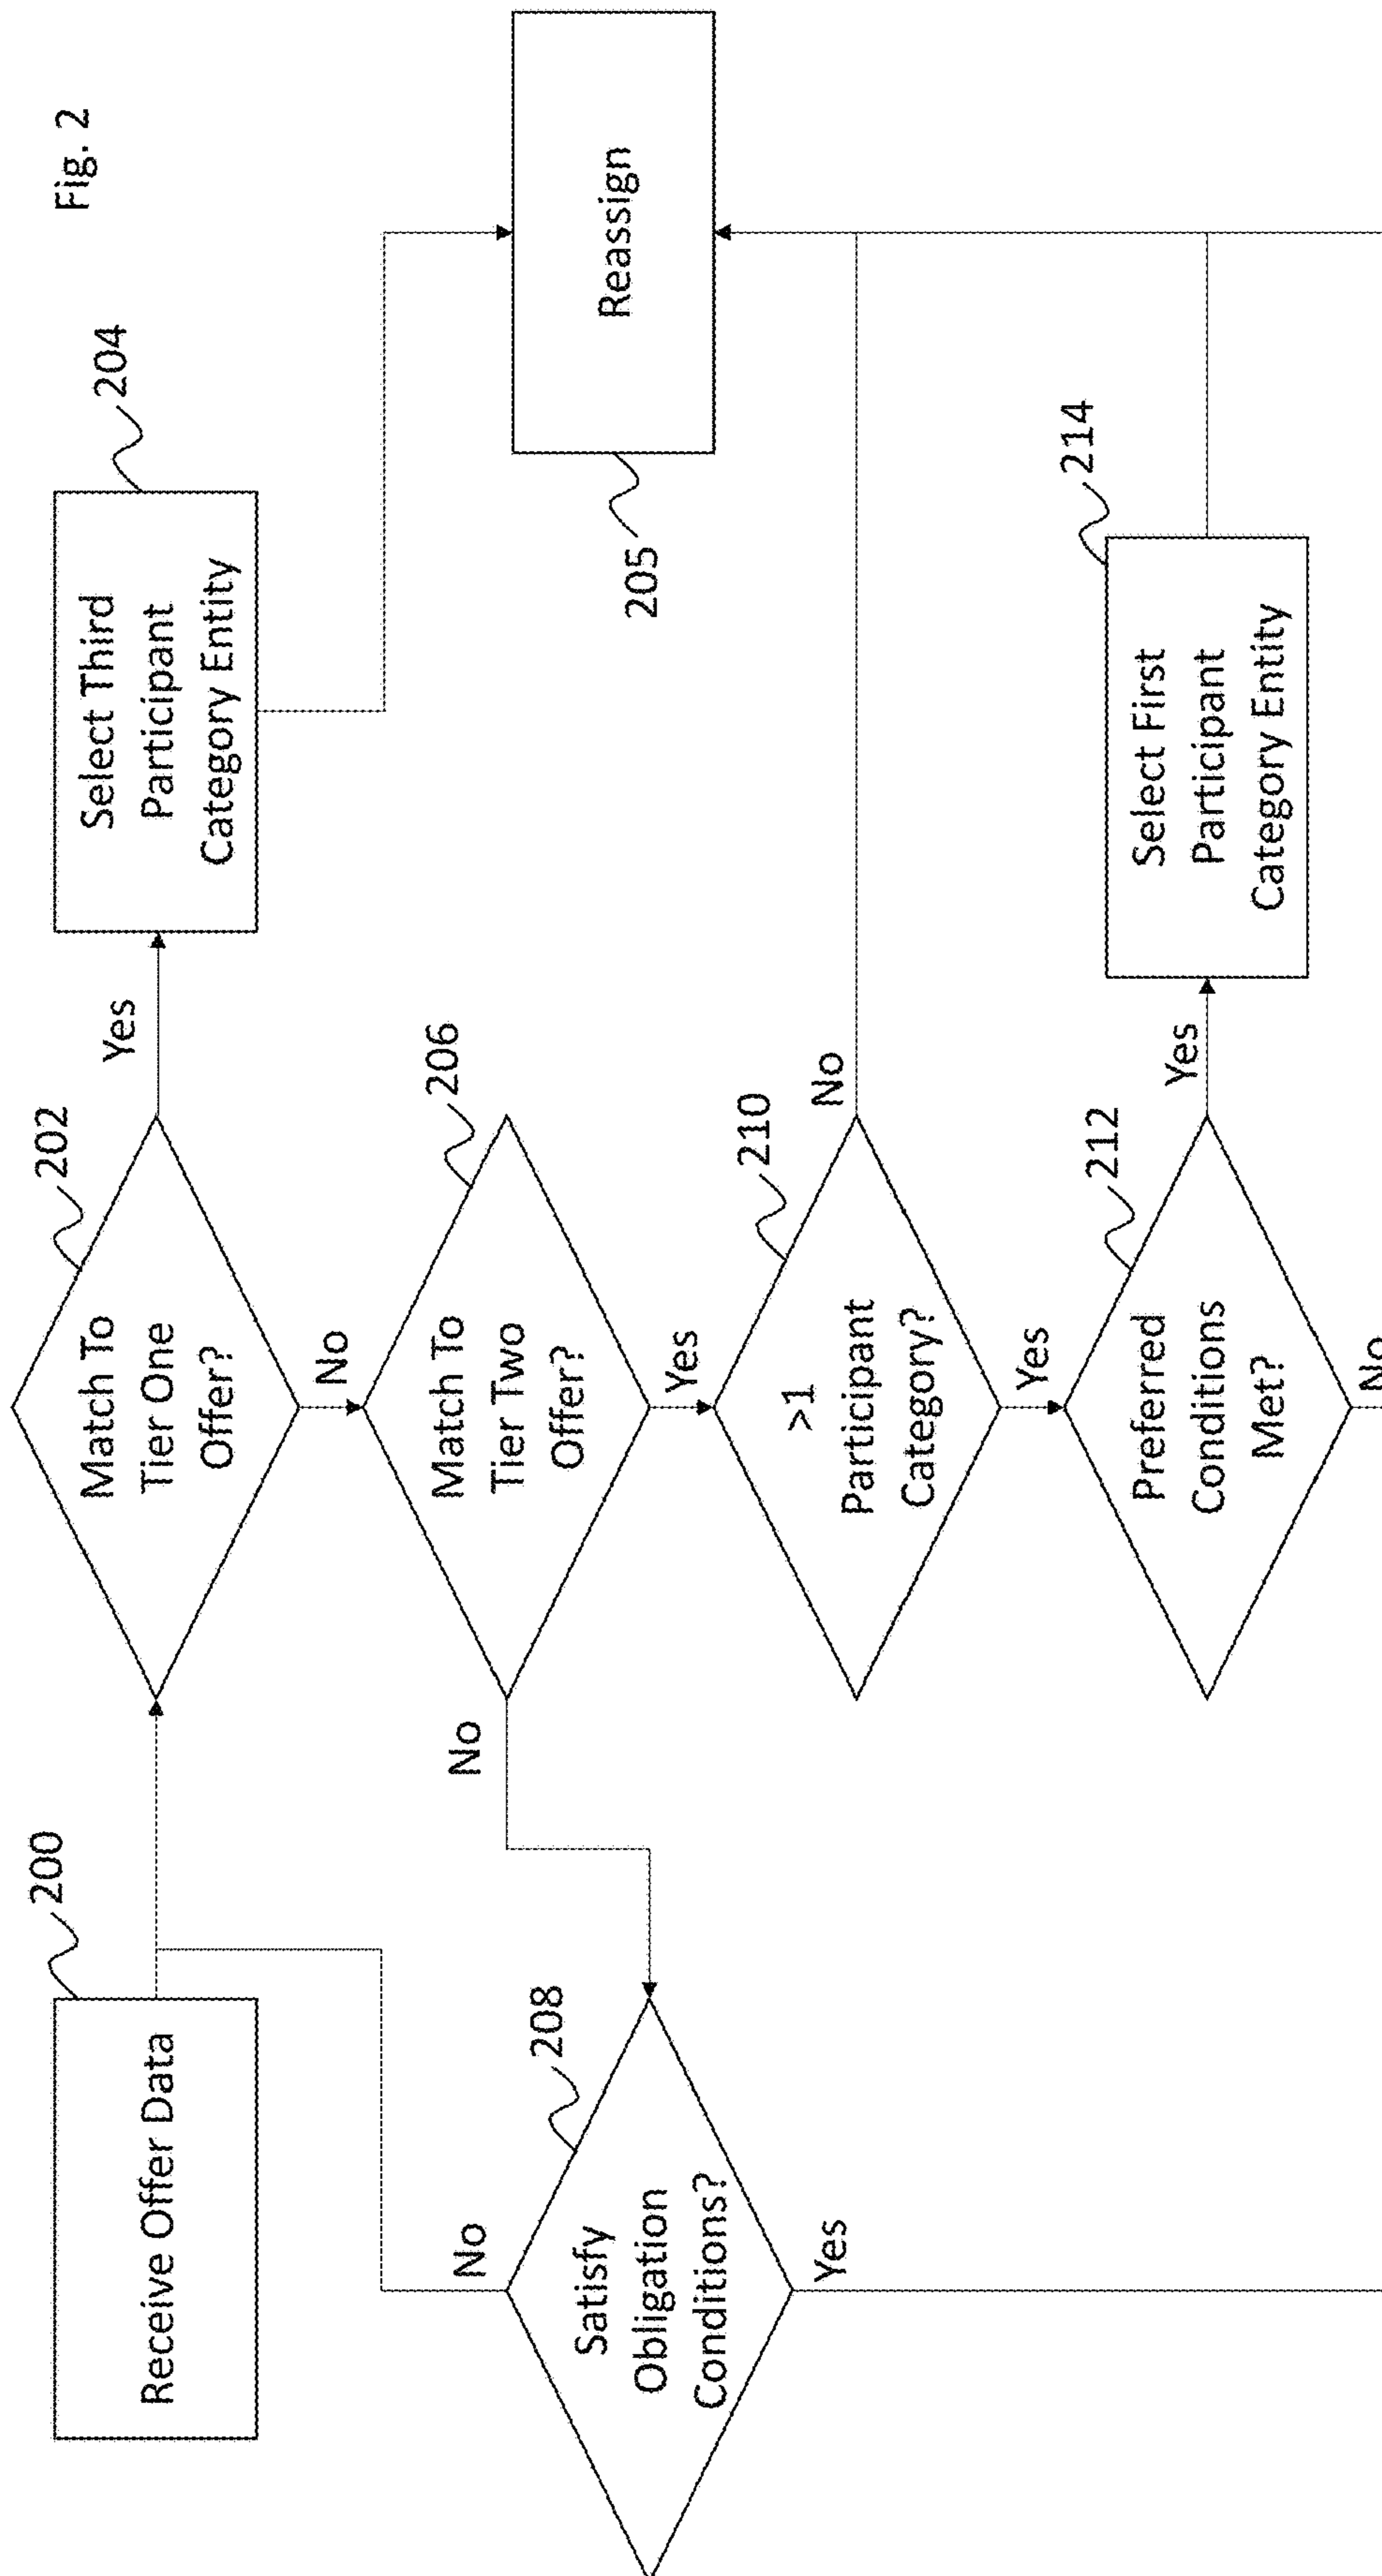 Fig. 2
200
Receive Offer Data
202
Match To
Tier One
Offer?
Yes
204
Select Third
Participant
Category Entity
No
206
Match To
Tier Two
Offer?
No
Yes
205
Reassign
208
Satisfy
Obligation
Conditions?
No
Yes
210
>1
Participant
Category?
No
Yes
212
Preferred
Conditions
Met?
Yes
No
214
Select First
Participant
Category Entity